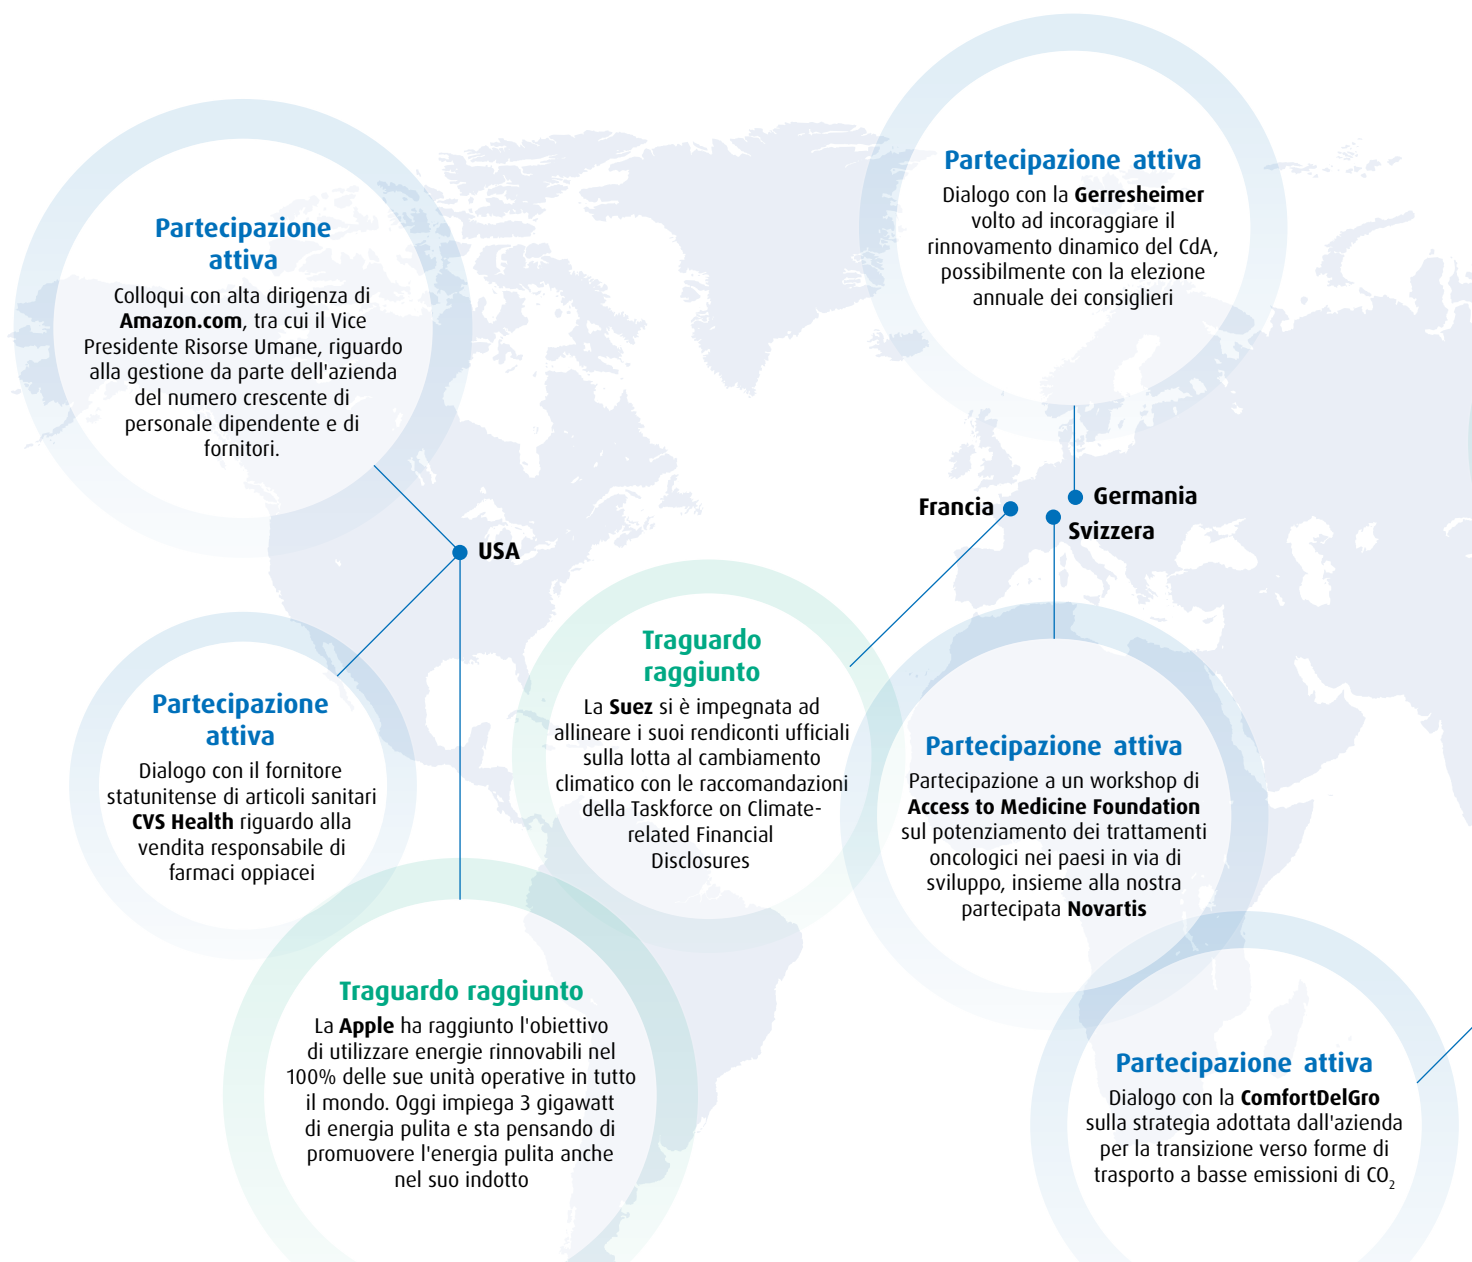 Partecipazione
attiva
Colloqui con alta dirigenza di
Amazon.com, tra cui il Vice
Presidente Risorse Umane, riguardo
alla gestione da parte dell'azienda
del numero crescente di
personale dipendente e di
fornitori.
Partecipazione attiva
Dialogo con la Gerresheimer
volto ad incoraggiare il
rinnovamento dinamico del CdA,
possibilmente con la elezione
annuale dei consiglieri
Francia
Germania
Svizzera
USA
Partecipazione
attiva
Dialogo con il fornitore
statunitense di articoli sanitari
CVS Health riguardo alla
vendita responsabile di
farmaci oppiacei
Traguardo
raggiunto
La Suez si è impegnata ad
allineare i suoi rendiconti ufficiali
sulla lotta al cambiamento
climatico con le raccomandazioni
della Taskforce on Climate-
related Financial
Disclosures
Partecipazione attiva
Partecipazione a un workshop di
Access to Medicine Foundation
sul potenziamento dei trattamenti
oncologici nei paesi in via di
sviluppo, insieme alla nostra
partecipata Novartis
Traguardo raggiunto
La Apple ha raggiunto l'obiettivo
di utilizzare energie rinnovabili nel
100% delle sue unità operative in tutto
il mondo. Oggi impiega 3 gigawatt
di energia pulita e sta pensando di
promuovere l'energia pulita anche
nel suo indotto
Partecipazione attiva
Dialogo con la ComfortDelGro
sulla strategia adottata dall'azienda
per la transizione verso forme di
trasporto a basse emissioni di CO₂